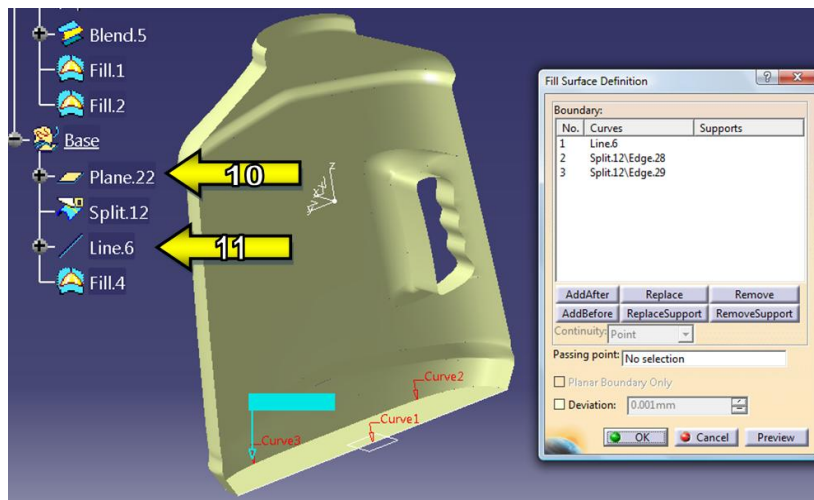 Blend.5
Fill.1
Fill.2
Base
Plane.22
10
Split.12
Line.6
11
Fill.4
Z
Curve2
Curve1
Curve3
Fill Surface Definition
Boundary:
No. Curves Supports
1 Line.6
2 Split.12\Edge.28
3 Split.12\Edge.29
AddAfter Replace Remove
AddBefore ReplaceSupport RemoveSupport
Continuity: Point
Passing point: No selection
Planar Boundary Only
Deviation: 0.001mm
OK Cancel Preview